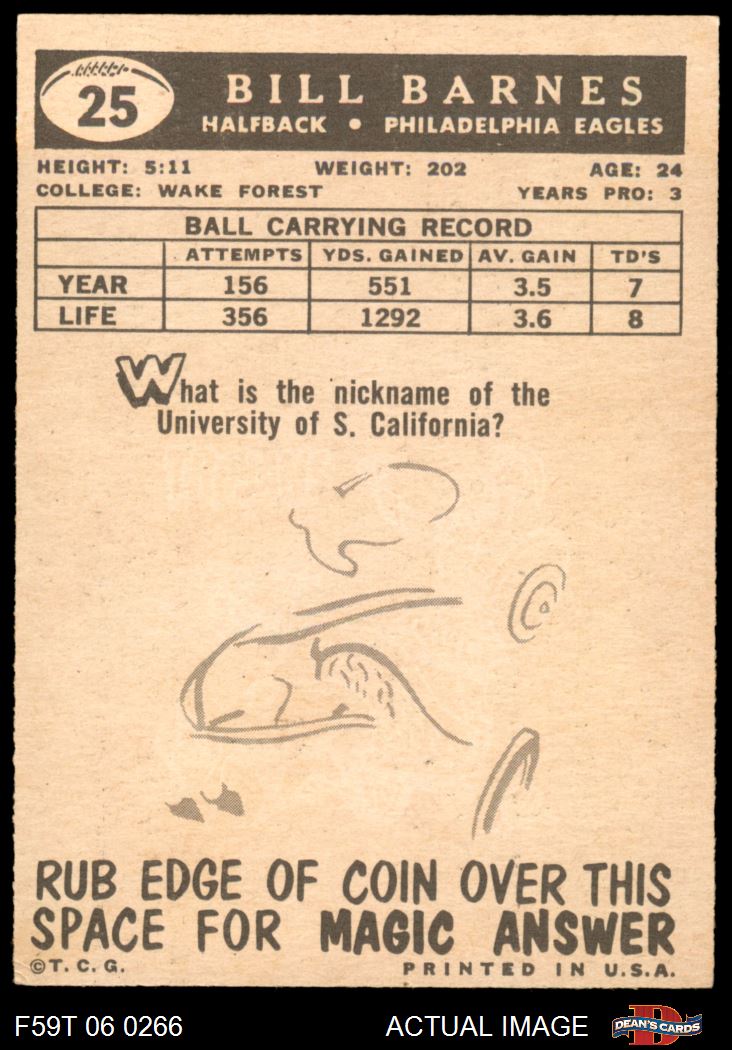 25
BILL BARNES
HALFBACK • PHILADELPHIA EAGLES
HEIGHT: 5:11 WEIGHT: 202 AGE: 24
COLLEGE: WAKE FOREST YEARS PRO: 3
BALL CARRYING RECORD
ATTEMPTS YDS. GAINED AV. GAIN TD'S
YEAR 156 551 3.5 7
LIFE 356 1292 3.6 8
What is the nickname of the
University of S. California?
RUB EDGE OF COIN OVER THIS
SPACE FOR MAGIC ANSWER
©T. C. G. PRINTED IN U.S.A.
F59T 06 0266 ACTUAL IMAGE DEAN'S CARDS